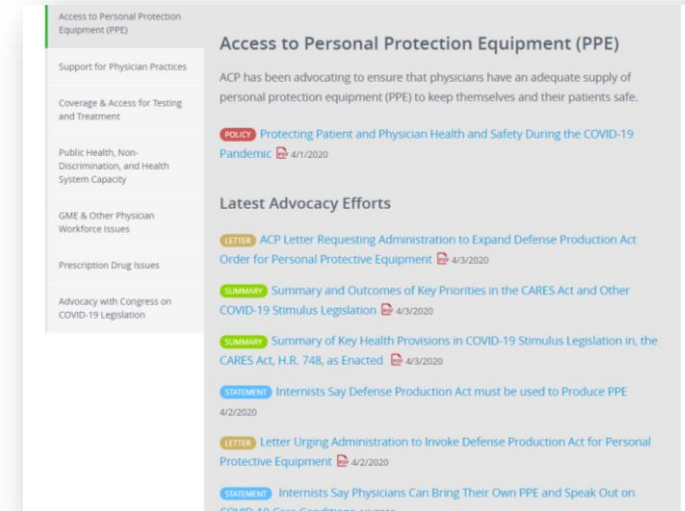 Access to Personal Protection
Equipment (PPE)
Support for Physician Practices
Coverage & Access for Testing
and Treatment
Public Health, Non-
Discrimination, and Health
System Capacity
GME & Other Physician
Workforce Issues
Prescription Drug Issues
Advocacy with Congress on
COVID-19 Legislation
Access to Personal Protection Equipment (PPE)
ACP has been advocating to ensure that physicians have an adequate supply of
personal protection equipment (PPE) to keep themselves and their patients safe.
POLICY Protecting Patient and Physician Health and Safety During the COVID-19
Pandemic PDF 4/1/2020
Latest Advocacy Efforts
LETTER ACP Letter Requesting Administration to Expand Defense Production Act
Order for Personal Protective Equipment PDF 4/3/2020
SUMMARY Summary and Outcomes of Key Priorities in the CARES Act and Other
COVID-19 Stimulus Legislation PDF 4/3/2020
SUMMARY Summary of Key Health Provisions in COVID-19 Stimulus Legislation in, the
CARES Act, H.R. 748, as Enacted PDF 4/3/2020
STATEMENT Internists Say Defense Production Act must be used to Produce PPE
4/2/2020
LETTER Letter Urging Administration to Invoke Defense Production Act for Personal
Protective Equipment PDF 4/2/2020
STATEMENT Internists Say Physicians Can Bring Their Own PPE and Speak Out on
COVID-19 Care Conditions